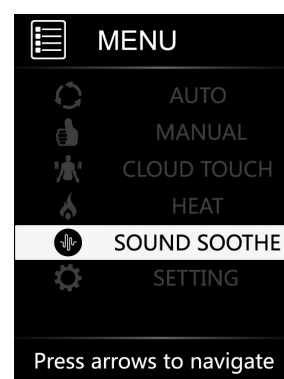 MENU
AUTO
MANUAL
CLOUD TOUCH
HEAT
SOUND SOOTHE
SETTING
Press arrows to navigate